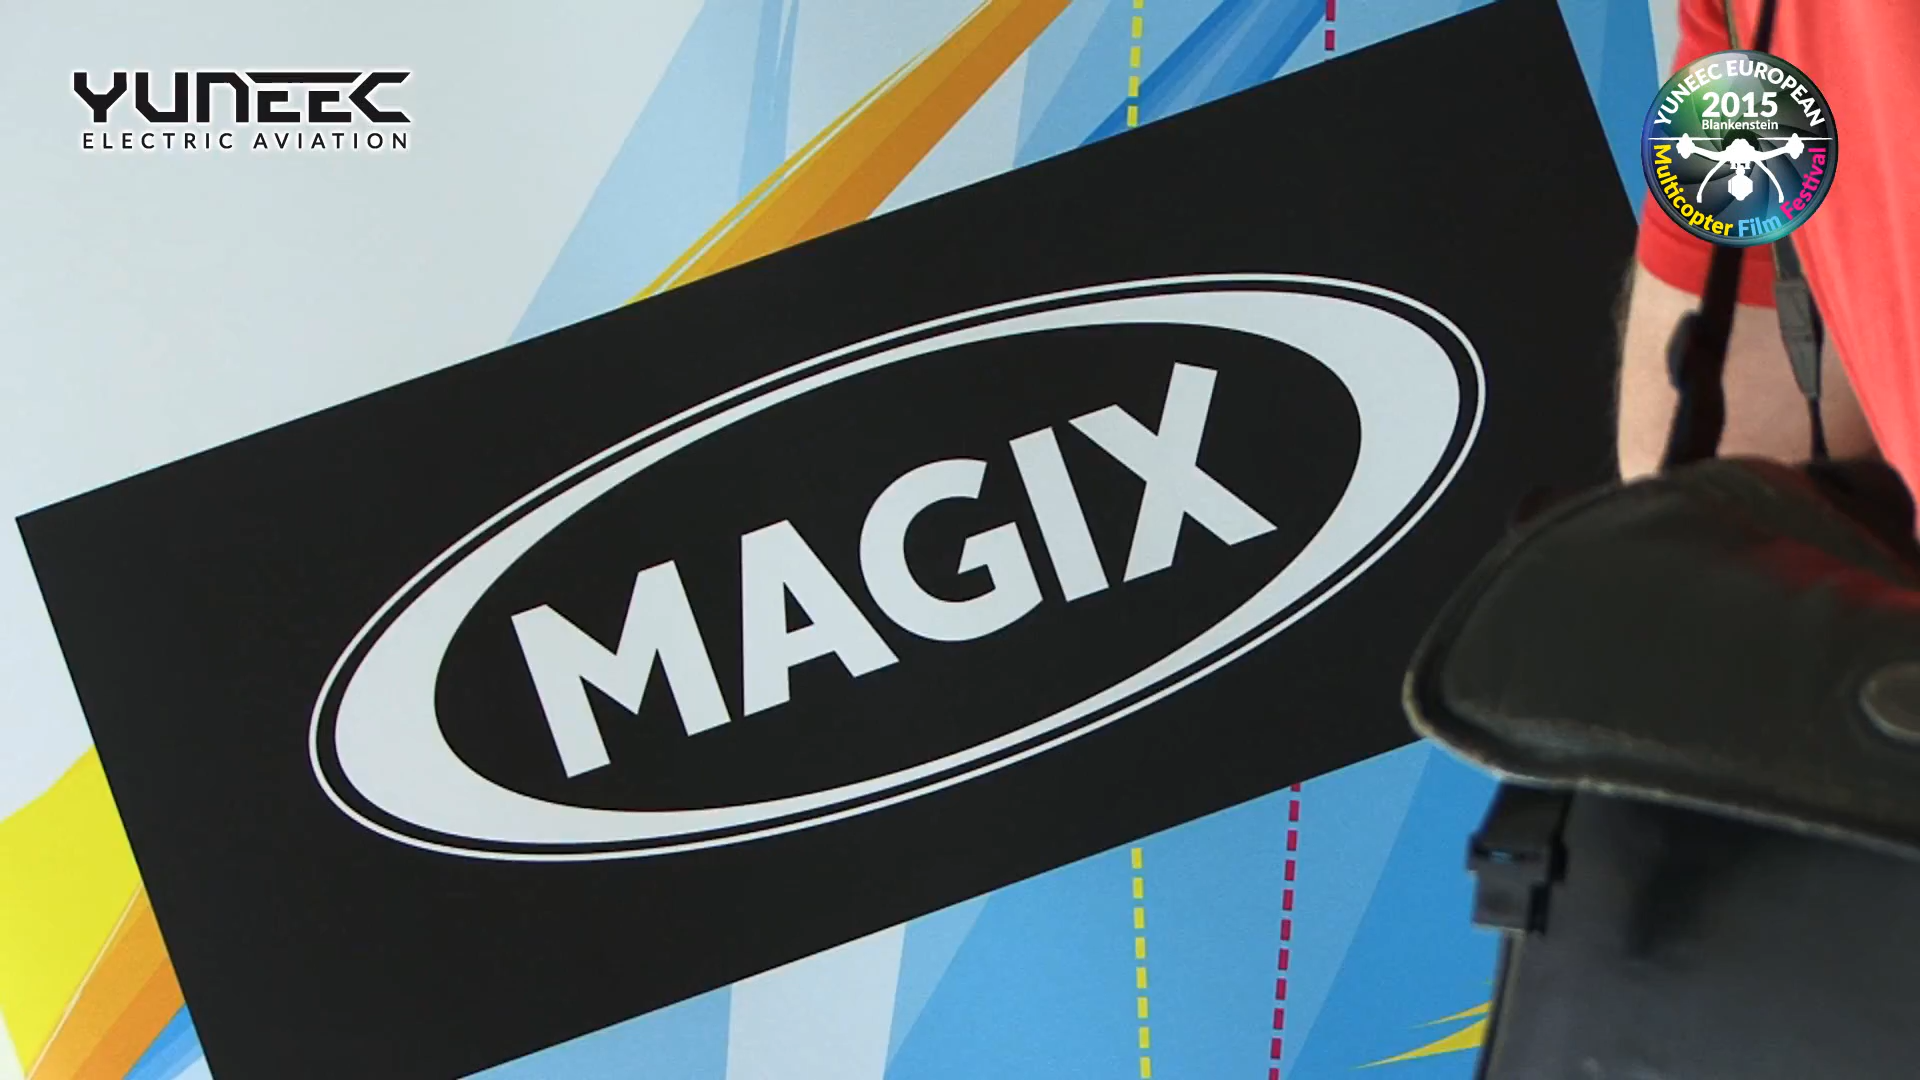 YUNEEC
ELECTRIC AVIATION
YUNEEC EUROPEAN
2015
Blankenstein
Multicopter Film Festival
MAGIX